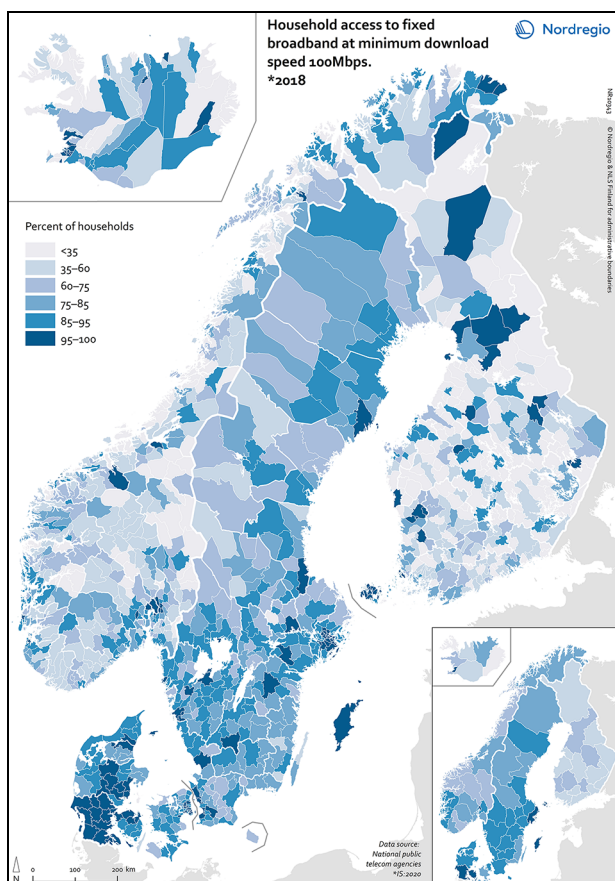 Household access to fixed
broadband at minimum download
speed 100Mbps.
*2018
Nordregio
NR10343
© Nordregio & NLS Finland for administrative boundaries
Percent of households
<35
35–60
60–75
75–85
85–95
95–100
Data source:
National public
telecom agencies
*IS:2020
N
0
100
200 km